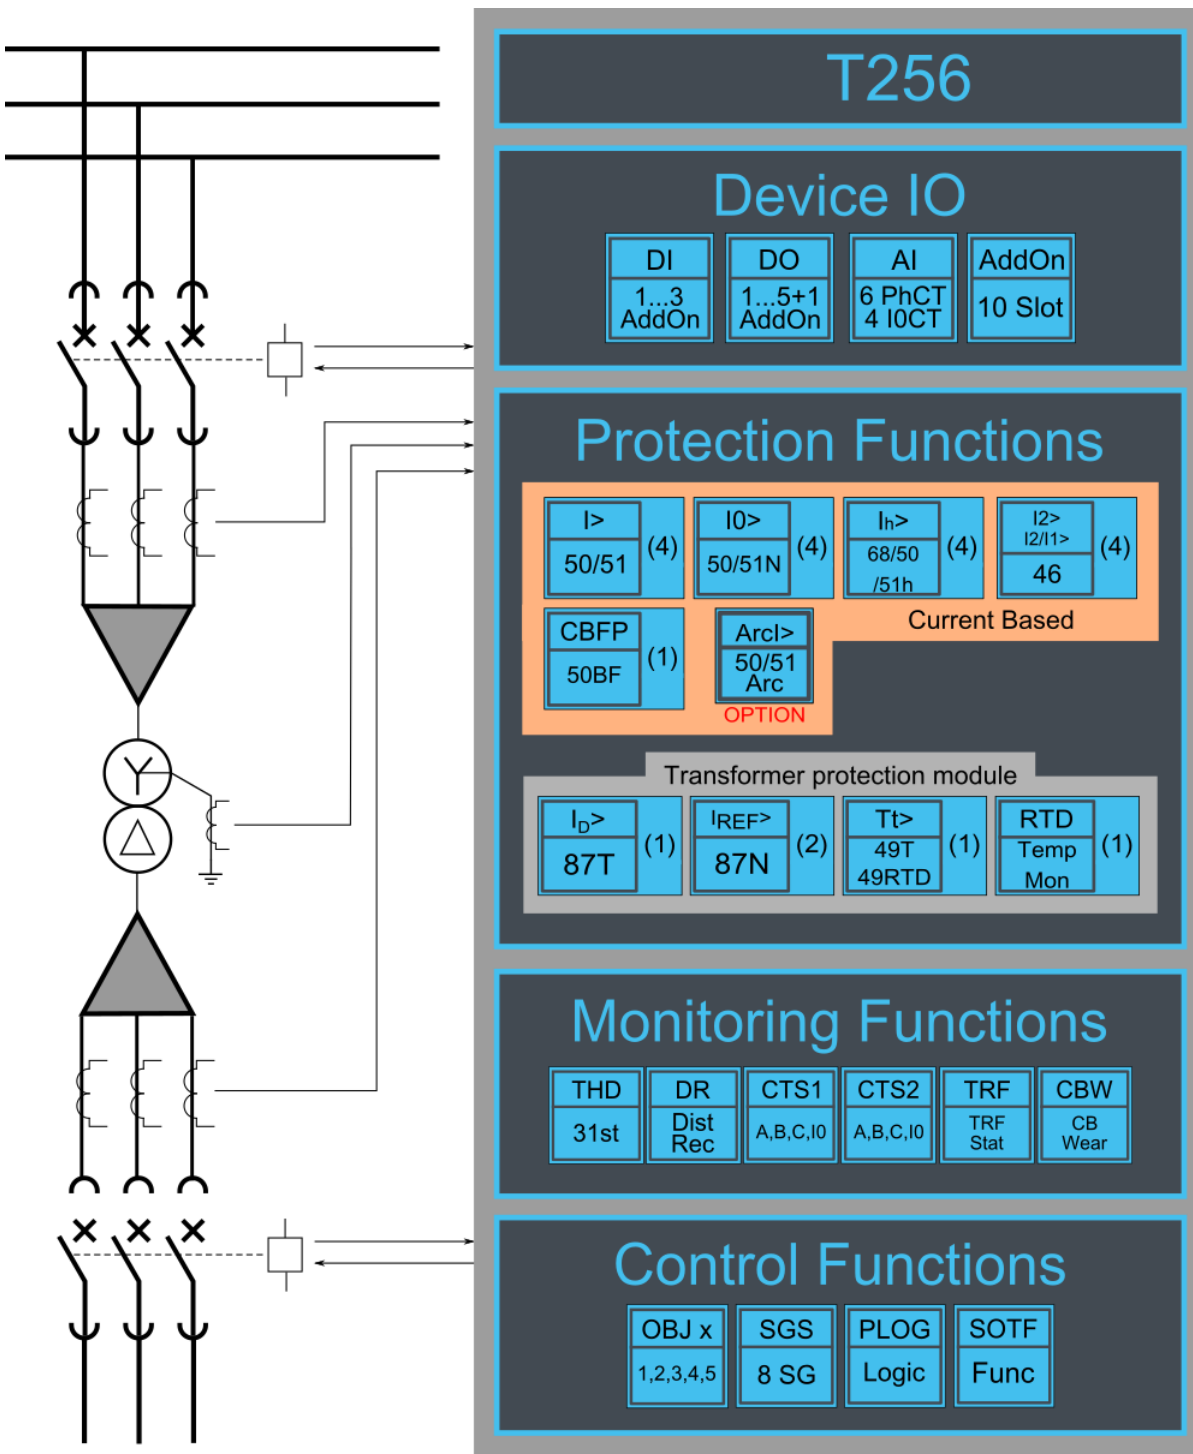 T256
Device IO
DI
1...3
AddOn
DO
1...5+1
AddOn
AI
6 PhCT
4 I0CT
AddOn
10 Slot
Protection Functions
I>
50/51
(4)
I0>
50/51N
(4)
Ih>
68/50
/51h
(4)
I2>
I2/I1>
46
(4)
Current Based
CBFP
50BF
(1)
ArcI>
50/51
Arc
OPTION
Transformer protection module
ID>
87T
(1)
IREF>
87N
(2)
Tt>
49T
49RTD
(1)
RTD
Temp
Mon
(1)
Monitoring Functions
THD
31st
DR
Dist
Rec
CTS1
A,B,C,I0
CTS2
A,B,C,I0
TRF
TRF
Stat
CBW
CB
Wear
Control Functions
OBJ x
1,2,3,4,5
SGS
8 SG
PLOG
Logic
SOTF
Func